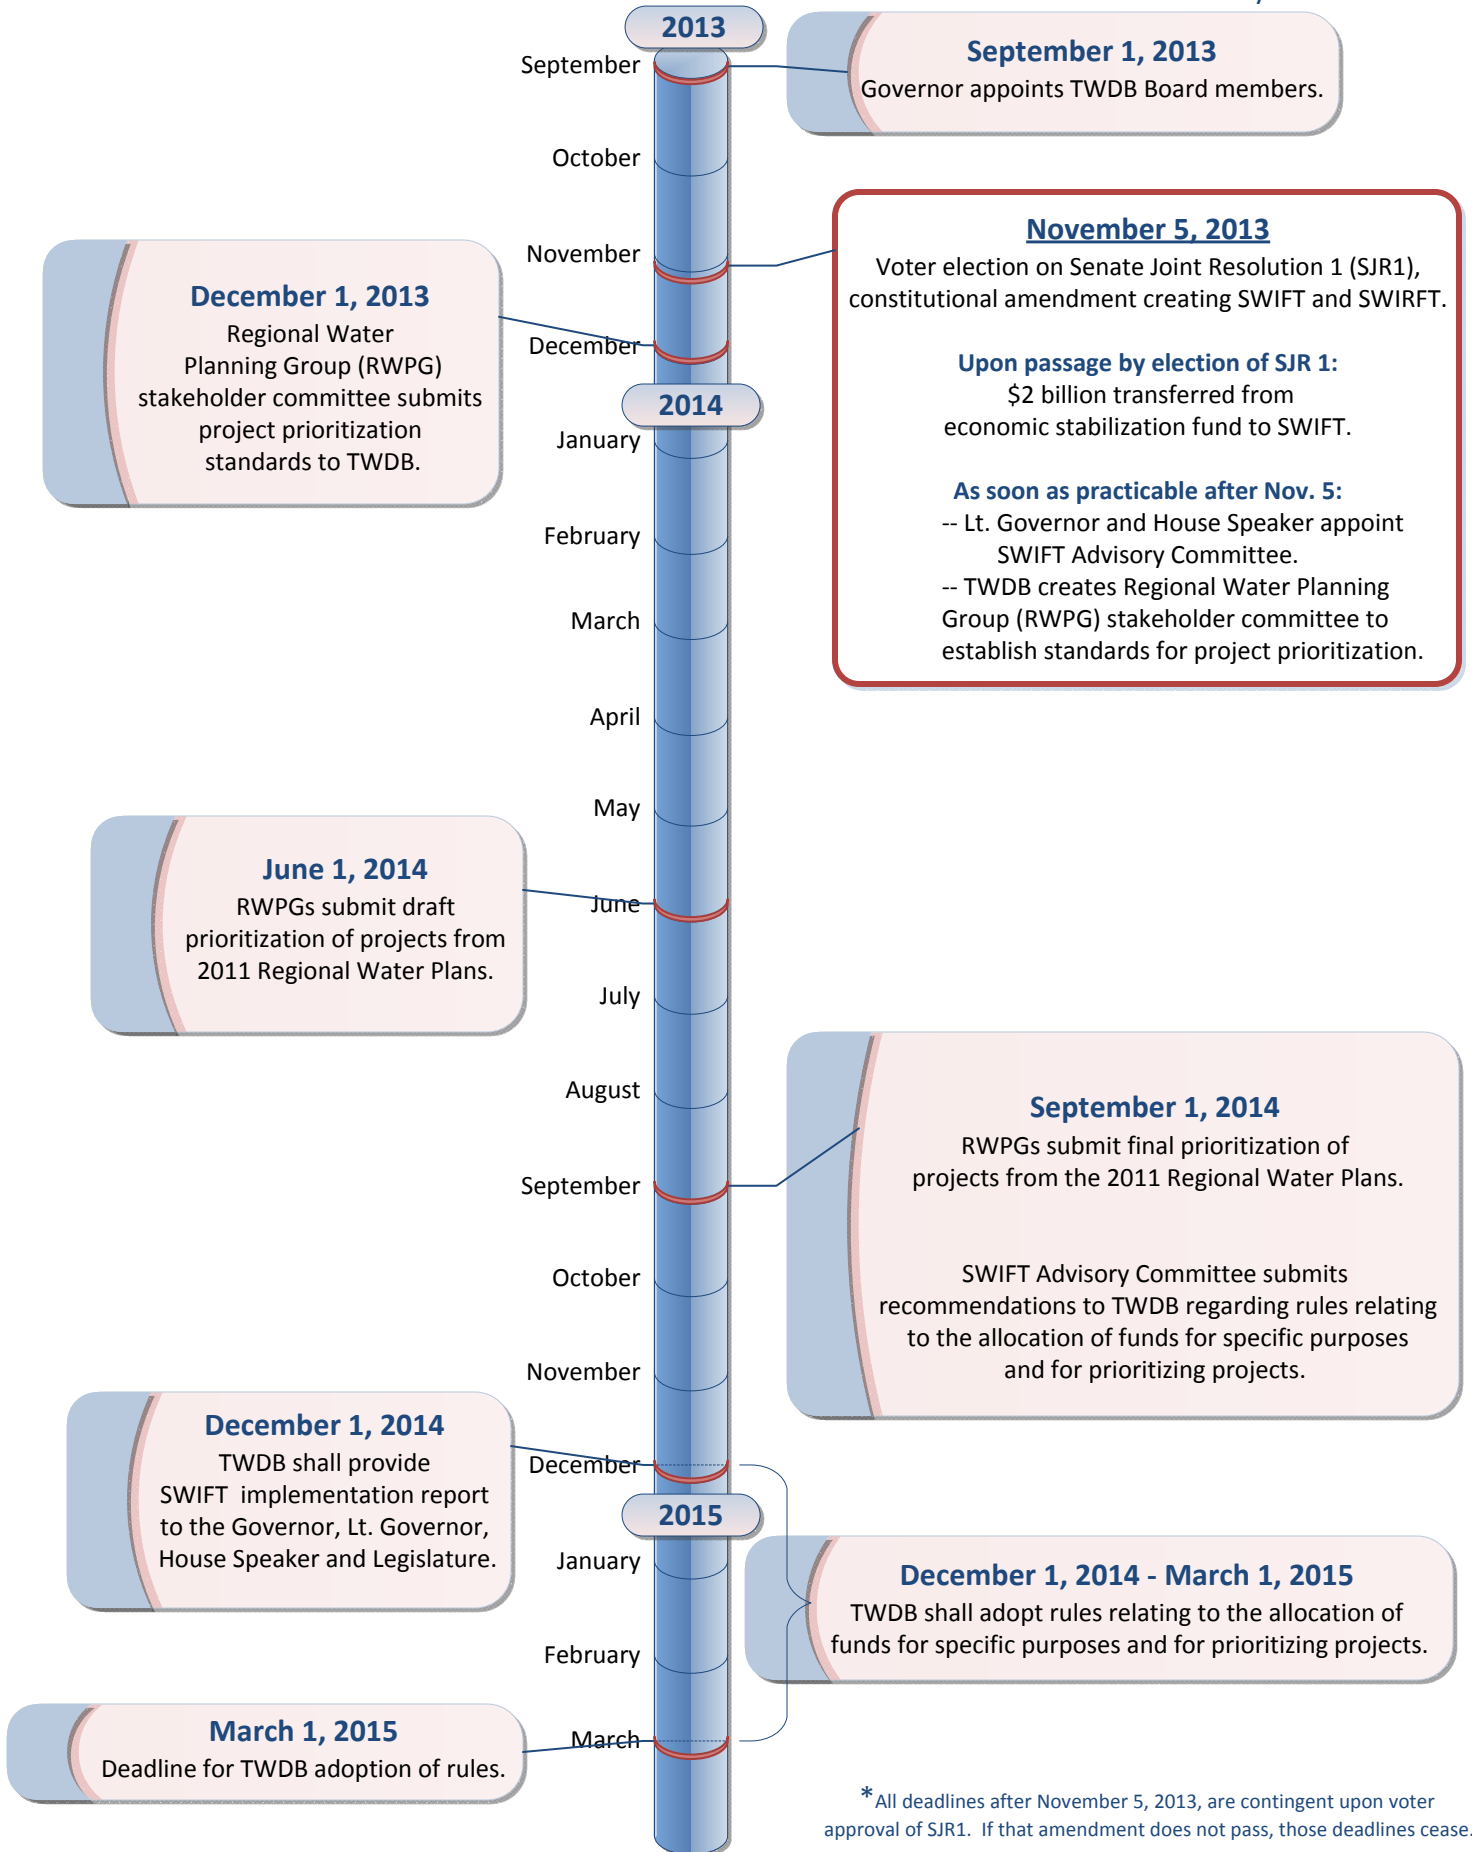 2013
September
September 1, 2013
Governor appoints TWDB Board members.
October
November
November 5, 2013
Voter election on Senate Joint Resolution 1 (SJR1),
constitutional amendment creating SWIFT and SWIRFT.
Upon passage by election of SJR 1:
$2 billion transferred from
economic stabilization fund to SWIFT.
As soon as practicable after Nov. 5:
-- Lt. Governor and House Speaker appoint
SWIFT Advisory Committee.
-- TWDB creates Regional Water Planning
Group (RWPG) stakeholder committee to
establish standards for project prioritization.
December 1, 2013
Regional Water
Planning Group (RWPG)
stakeholder committee submits
project prioritization
standards to TWDB.
December
2014
January
February
March
April
May
June 1, 2014
RWPGs submit draft
prioritization of projects from
2011 Regional Water Plans.
June
July
August
September
September 1, 2014
RWPGs submit final prioritization of
projects from the 2011 Regional Water Plans.
SWIFT Advisory Committee submits
recommendations to TWDB regarding rules relating
to the allocation of funds for specific purposes
and for prioritizing projects.
October
November
December 1, 2014
TWDB shall provide
SWIFT implementation report
to the Governor, Lt. Governor,
House Speaker and Legislature.
December
2015
January
December 1, 2014 - March 1, 2015
TWDB shall adopt rules relating to the allocation of
funds for specific purposes and for prioritizing projects.
February
March
March 1, 2015
Deadline for TWDB adoption of rules.
*All deadlines after November 5, 2013, are contingent upon voter
approval of SJR1. If that amendment does not pass, those deadlines cease.